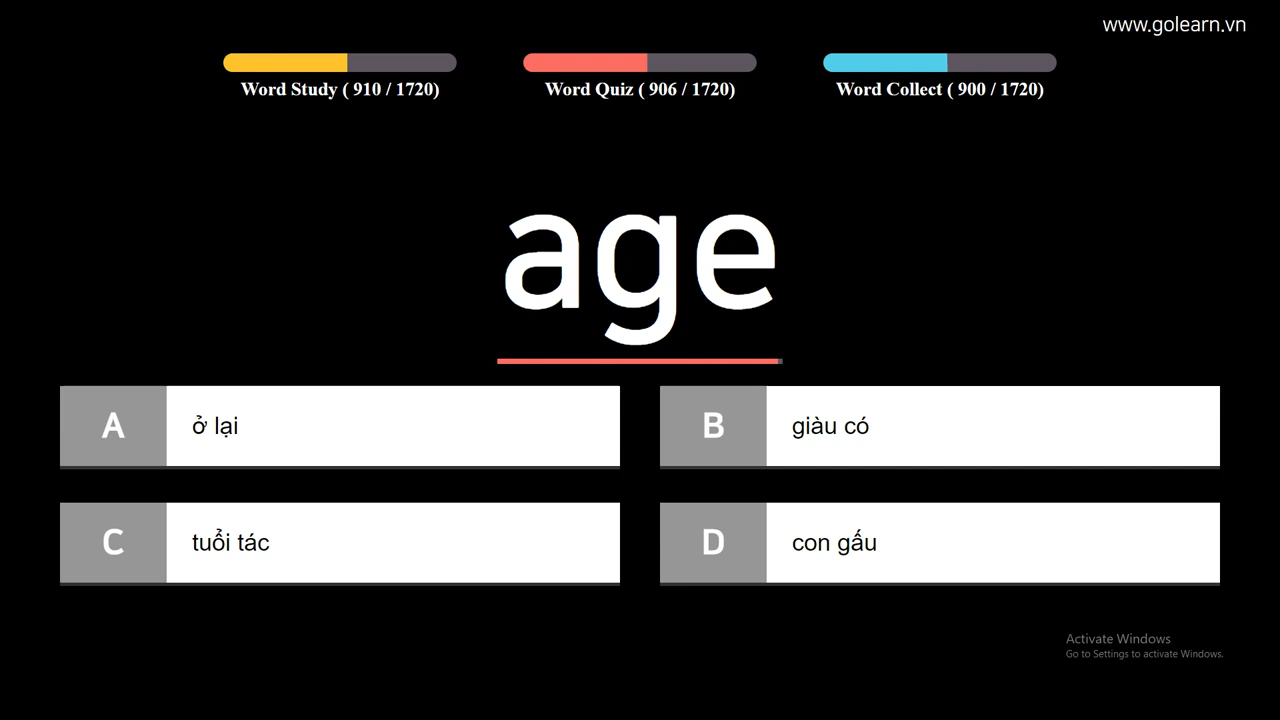 www.golearn.vn
Word Study ( 910 / 1720)
Word Quiz ( 906 / 1720)
Word Collect ( 900 / 1720)
age
A ở lại
B giàu có
C tuổi tác
D con gấu
Activate Windows
Go to Settings to activate Windows.